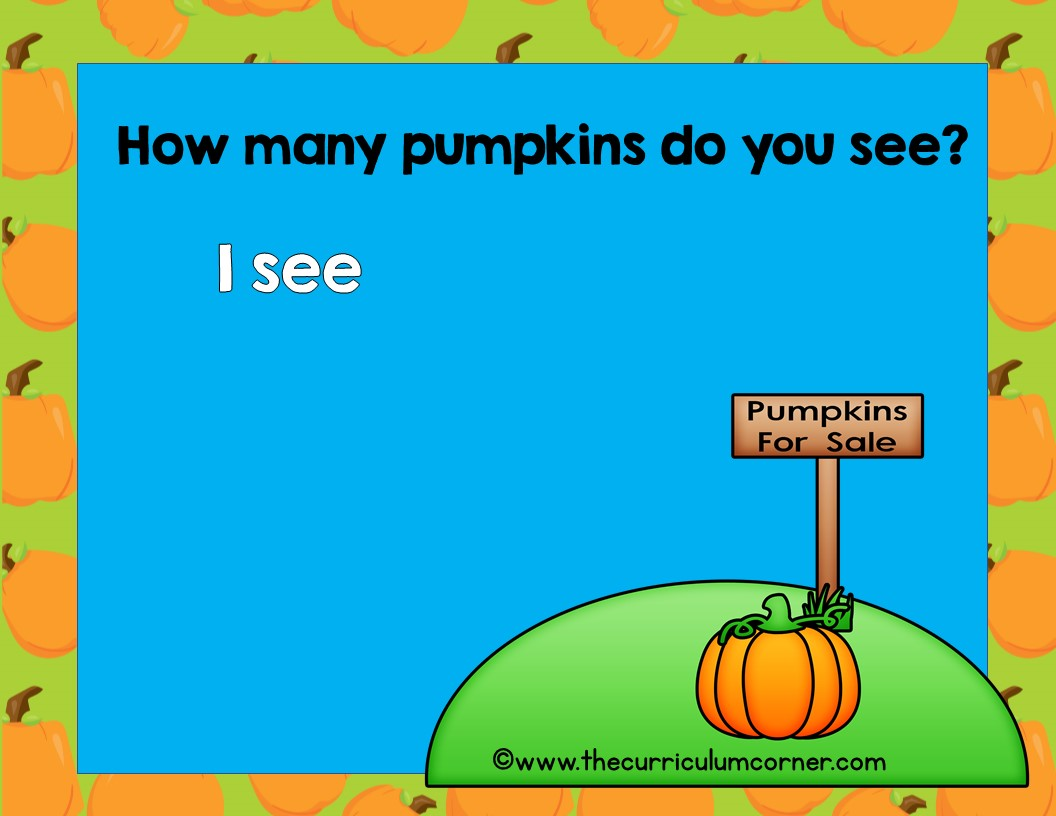 How many pumpkins do you see?
I see
Pumpkins
For Sale
©www.thecurriculumcorner.com